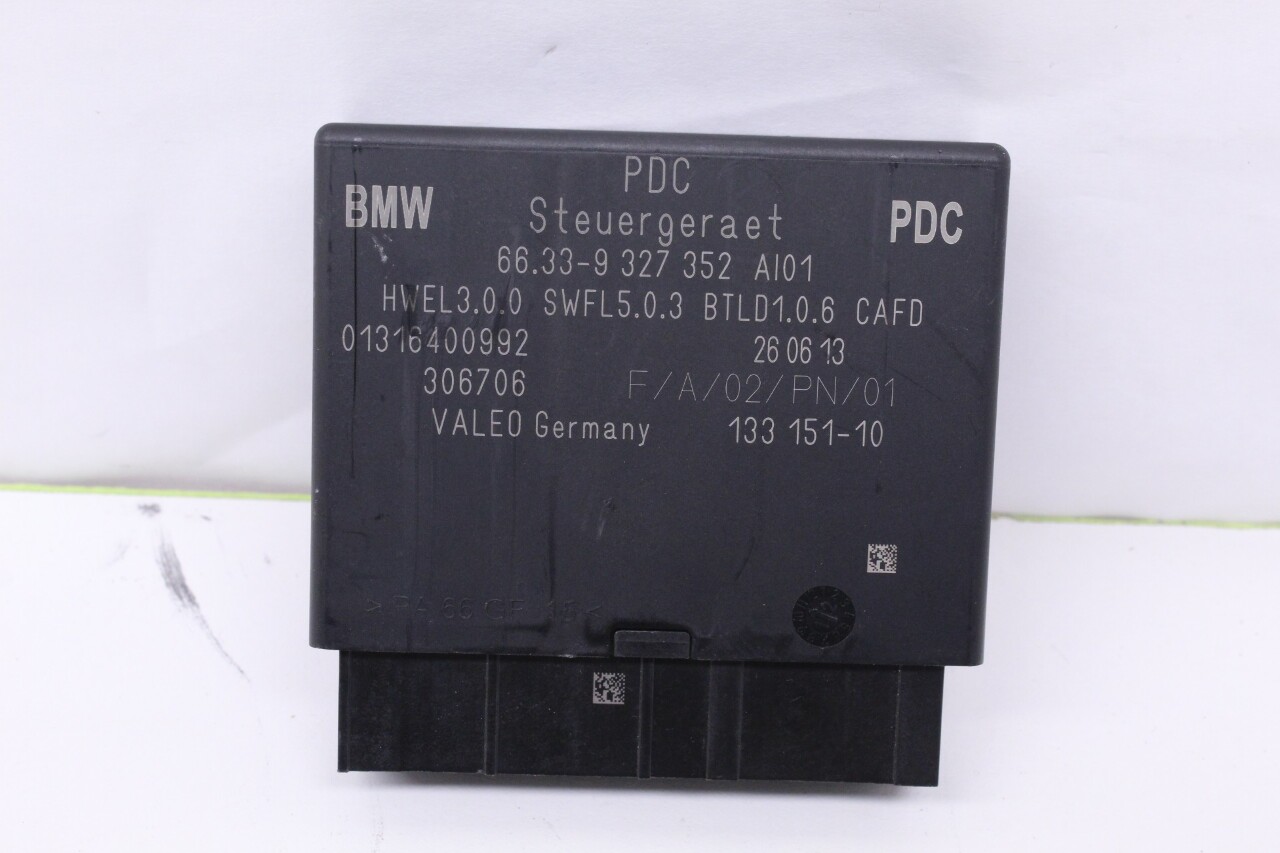 PDC
BMW Steuergeraet PDC
66.33-9 327 352 AI01
HWEL3.0.0 SWFL5.0.3 BTLD1.0.6 CAFD
01316400992 26 06 13
306706 F/A/02/PN/01
VALEO Germany 133 151-10